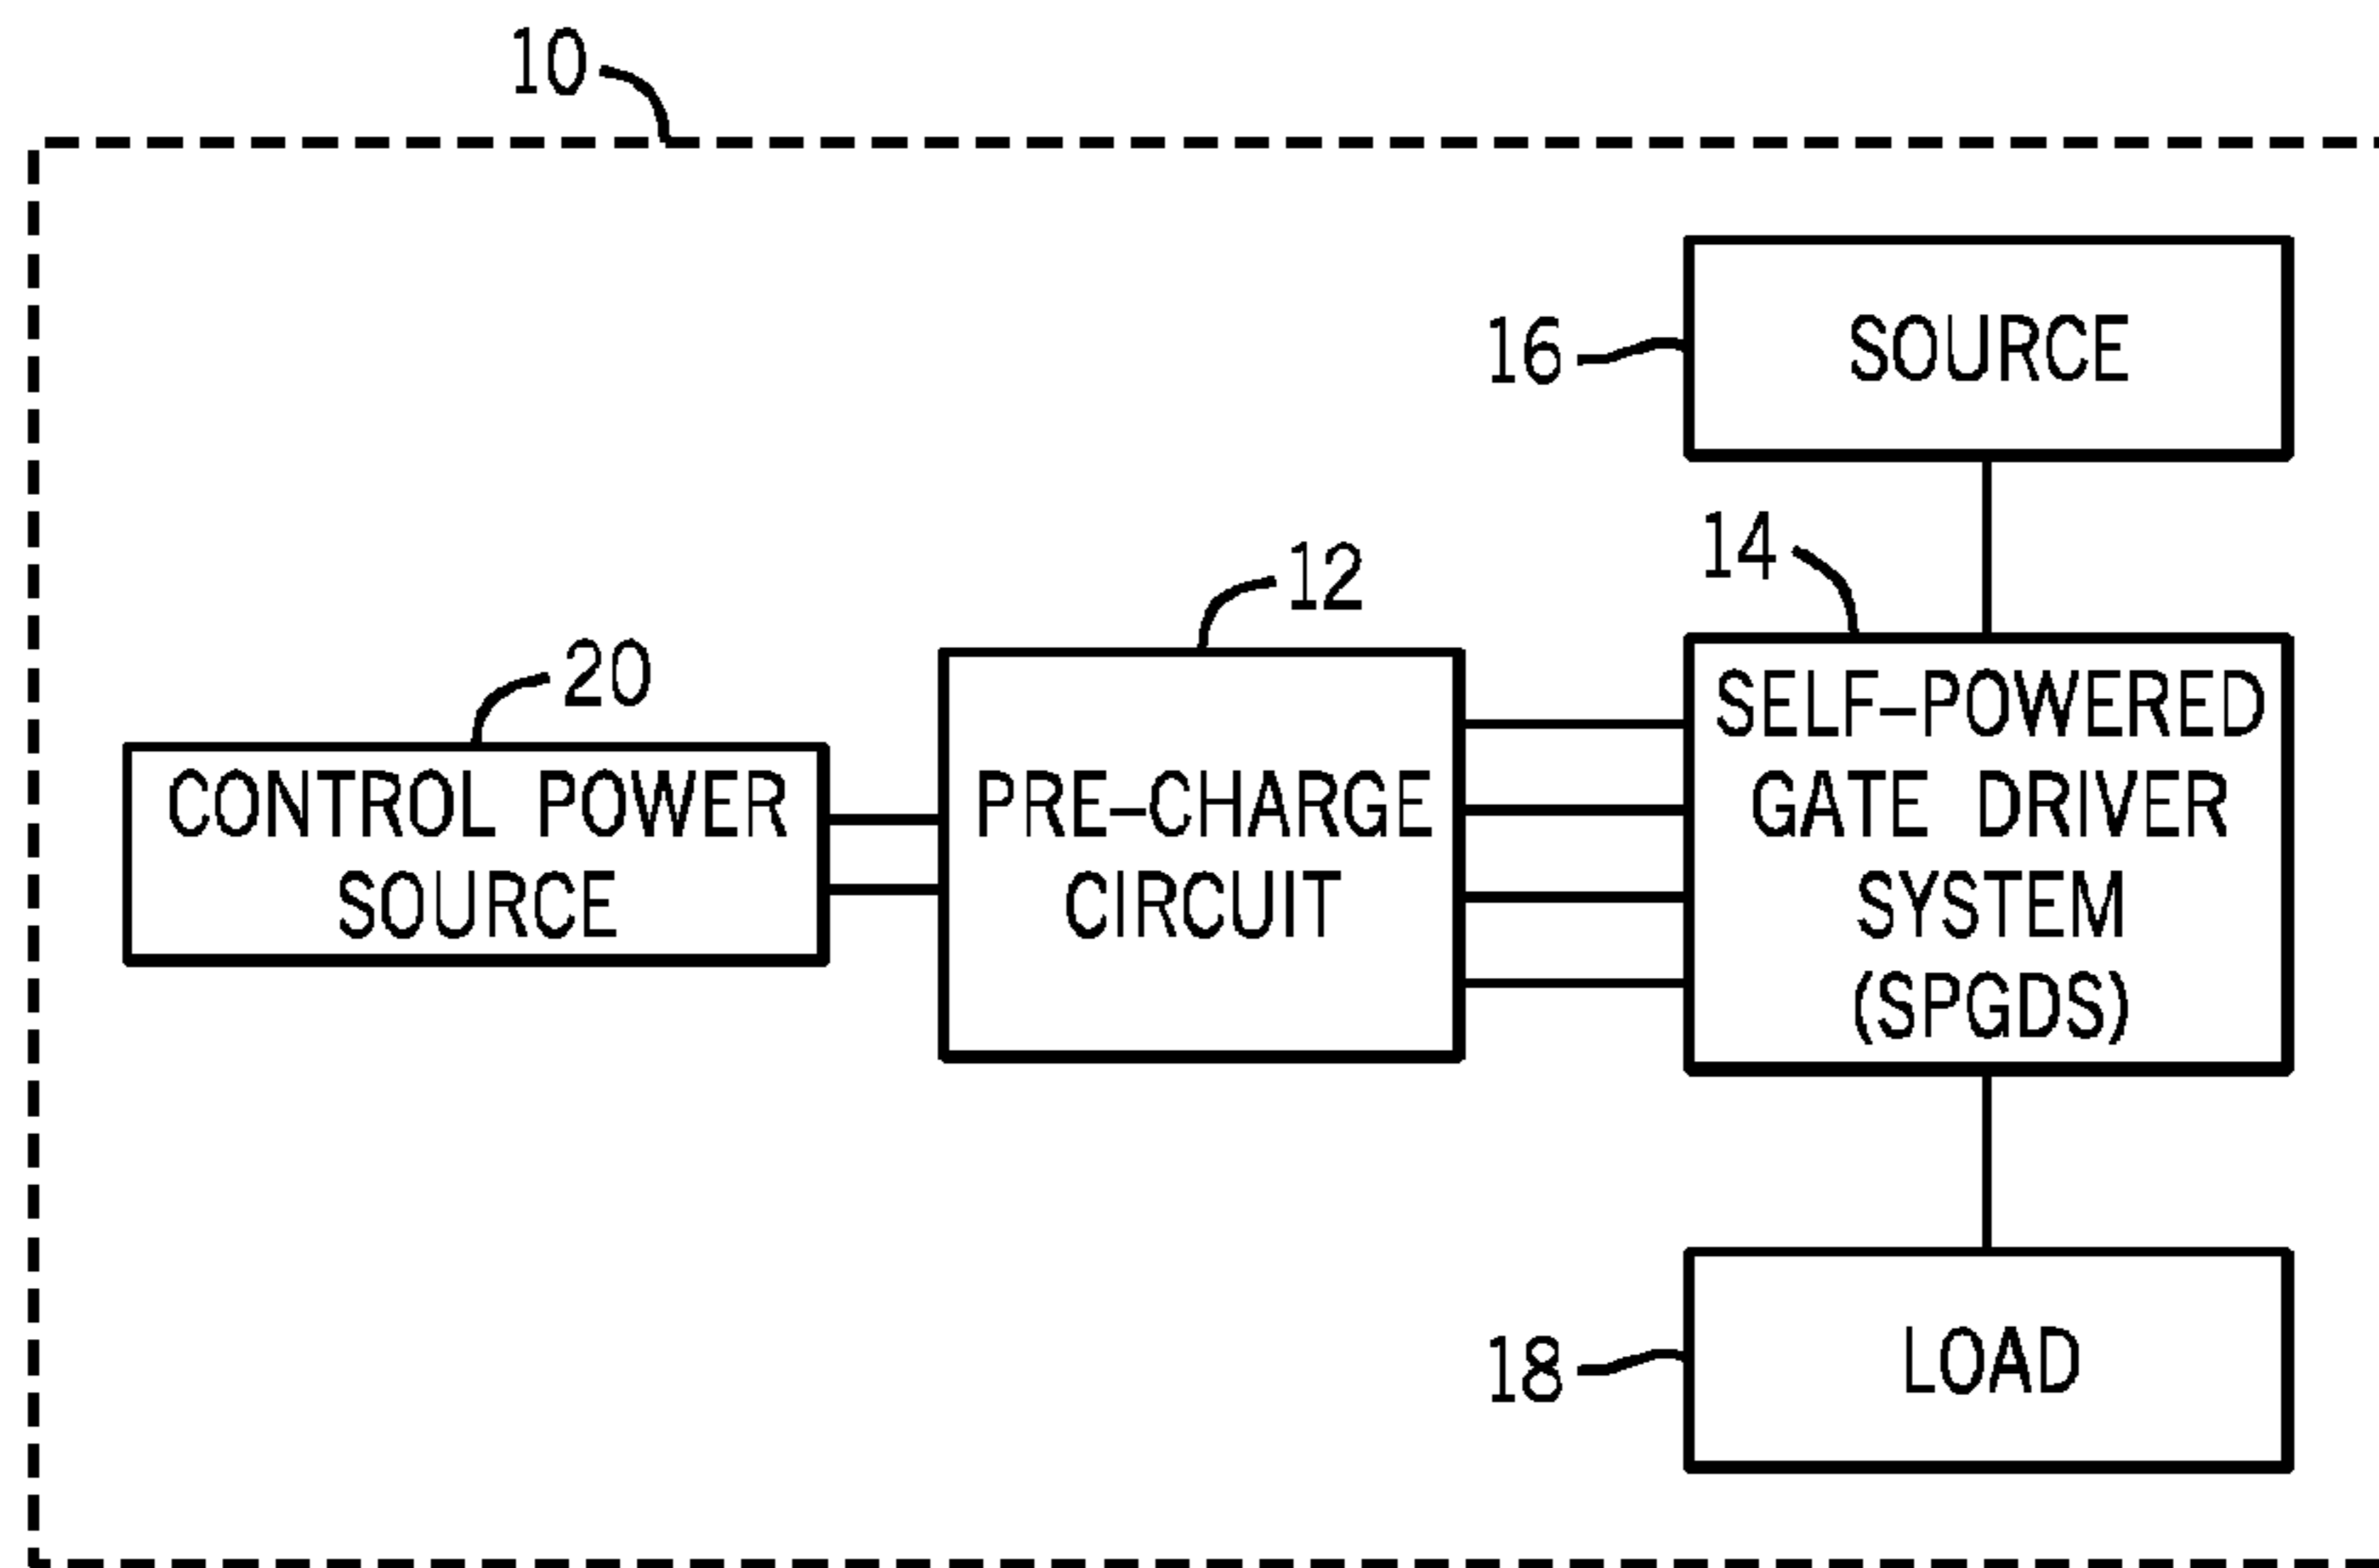 10
16
SOURCE
14
12
20
SELF-POWERED
GATE DRIVER
SYSTEM
(SPGDS)
PRE-CHARGE
CIRCUIT
CONTROL POWER
SOURCE
18
LOAD